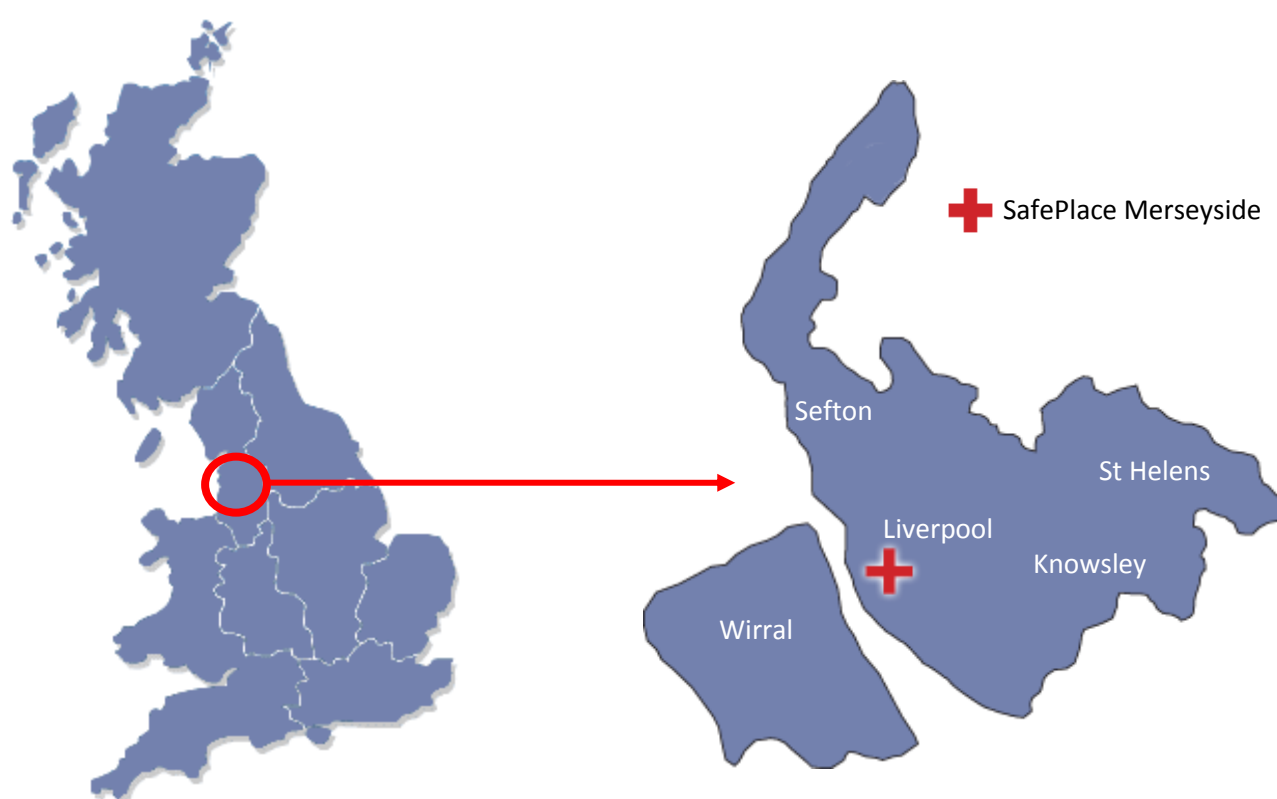 SafePlace Merseyside
Sefton
St Helens
Liverpool
Knowsley
Wirral